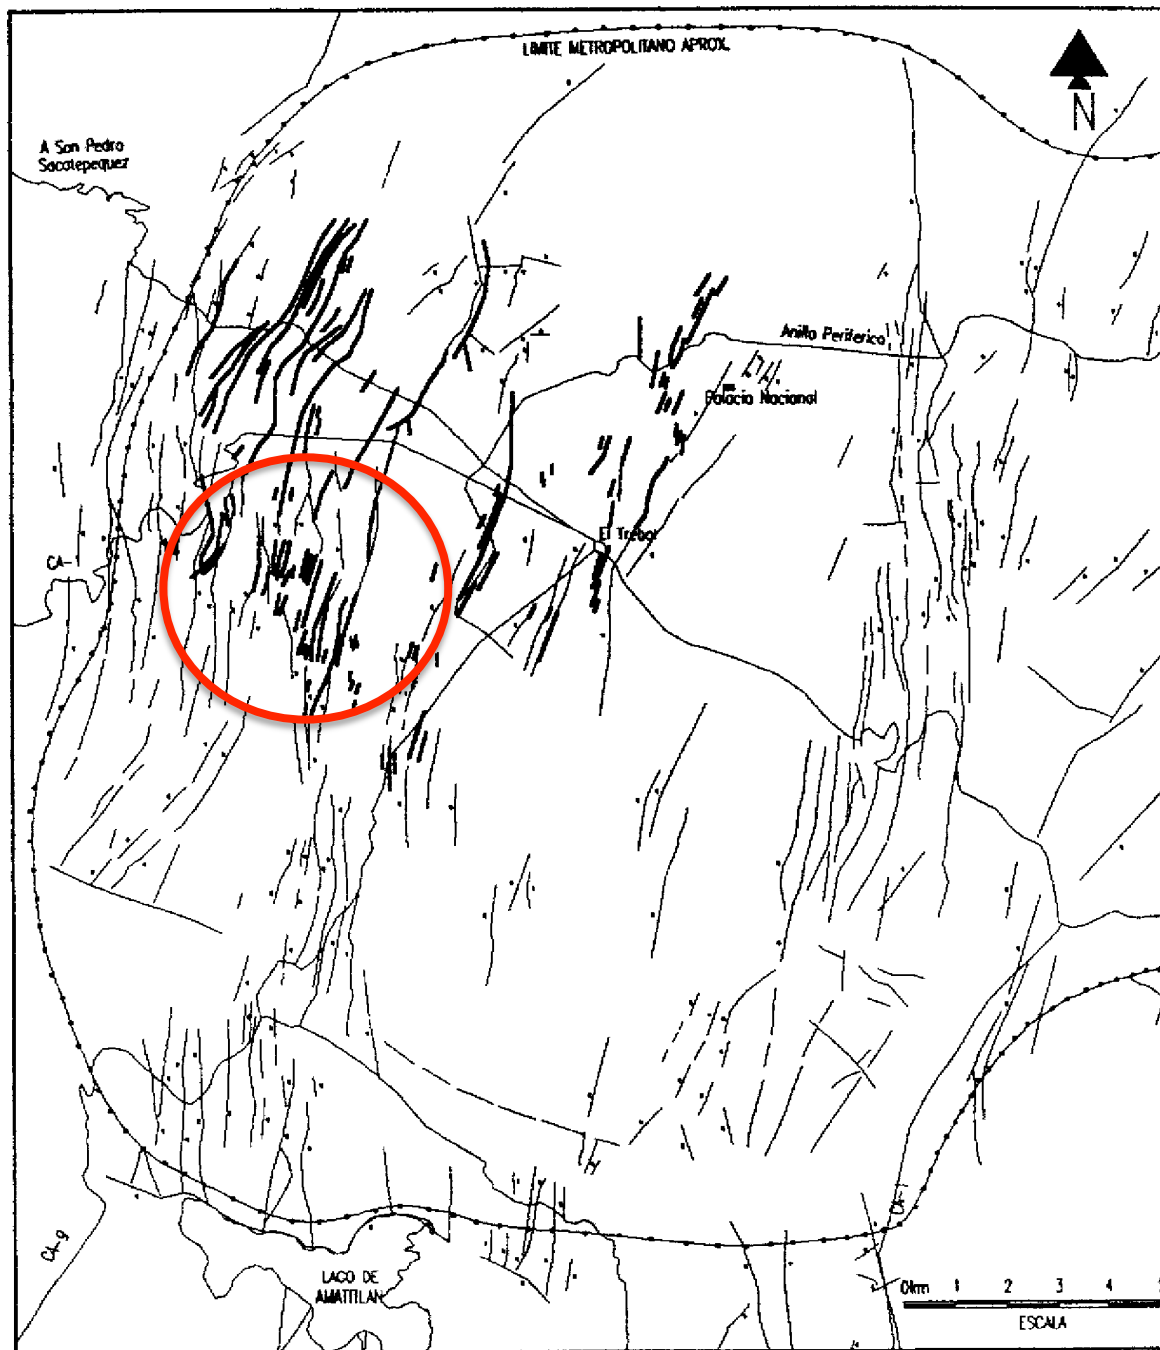 LIMITE METROPOLITANO APROX.
N
A San Pedro
Sacatepequez
Anillo Periferico
Palacio Nacional
El Trebol
CA-
CA-9
CA-1
LAGO DE
AMATITLAN
0km 1 2 3 4
ESCALA